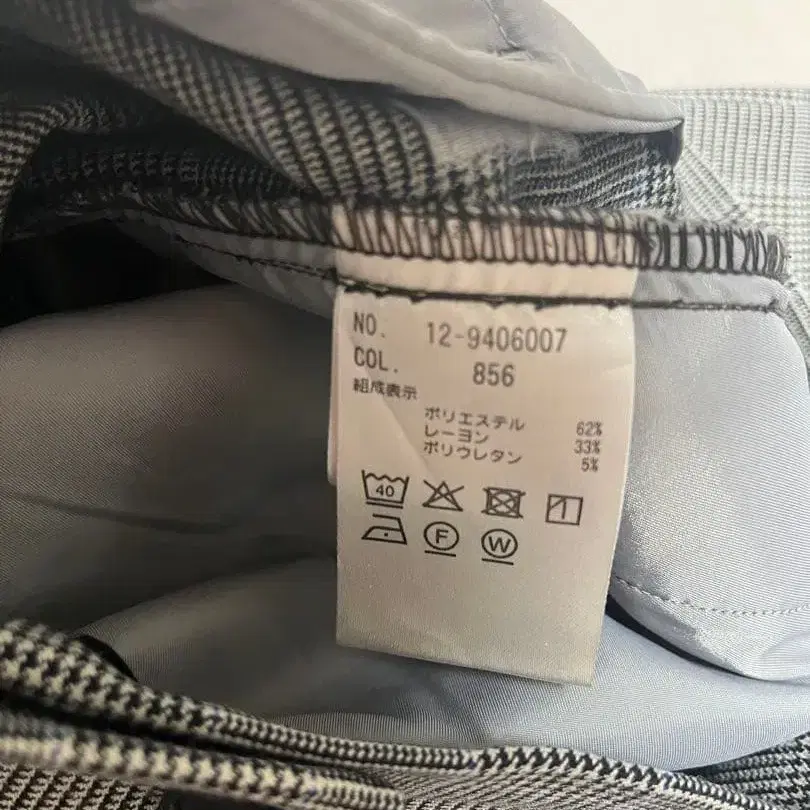 NO. 12-9406007
COL. 856
組成表示
ポリエステル 62%
レーヨン 33%
ポリウレタン 5%
40
F W